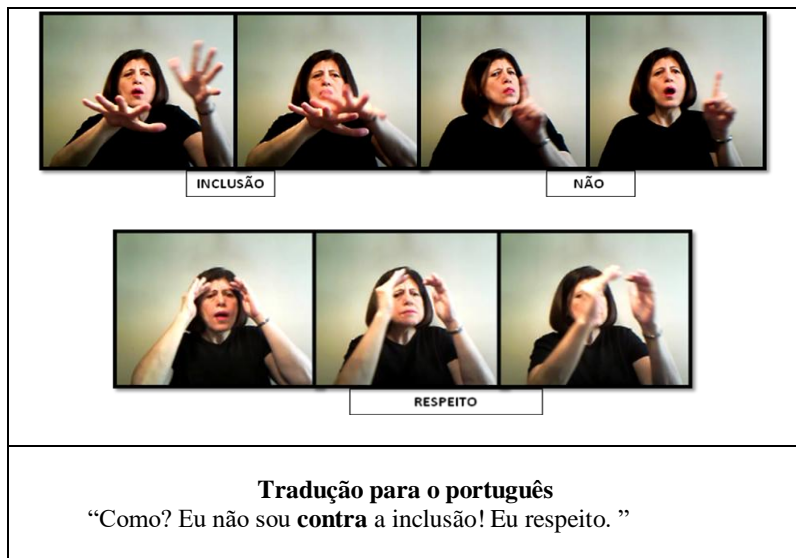 INCLUSÃO
NÃO
RESPEITO
Tradução para o português
“Como? Eu não sou contra a inclusão! Eu respeito. ”